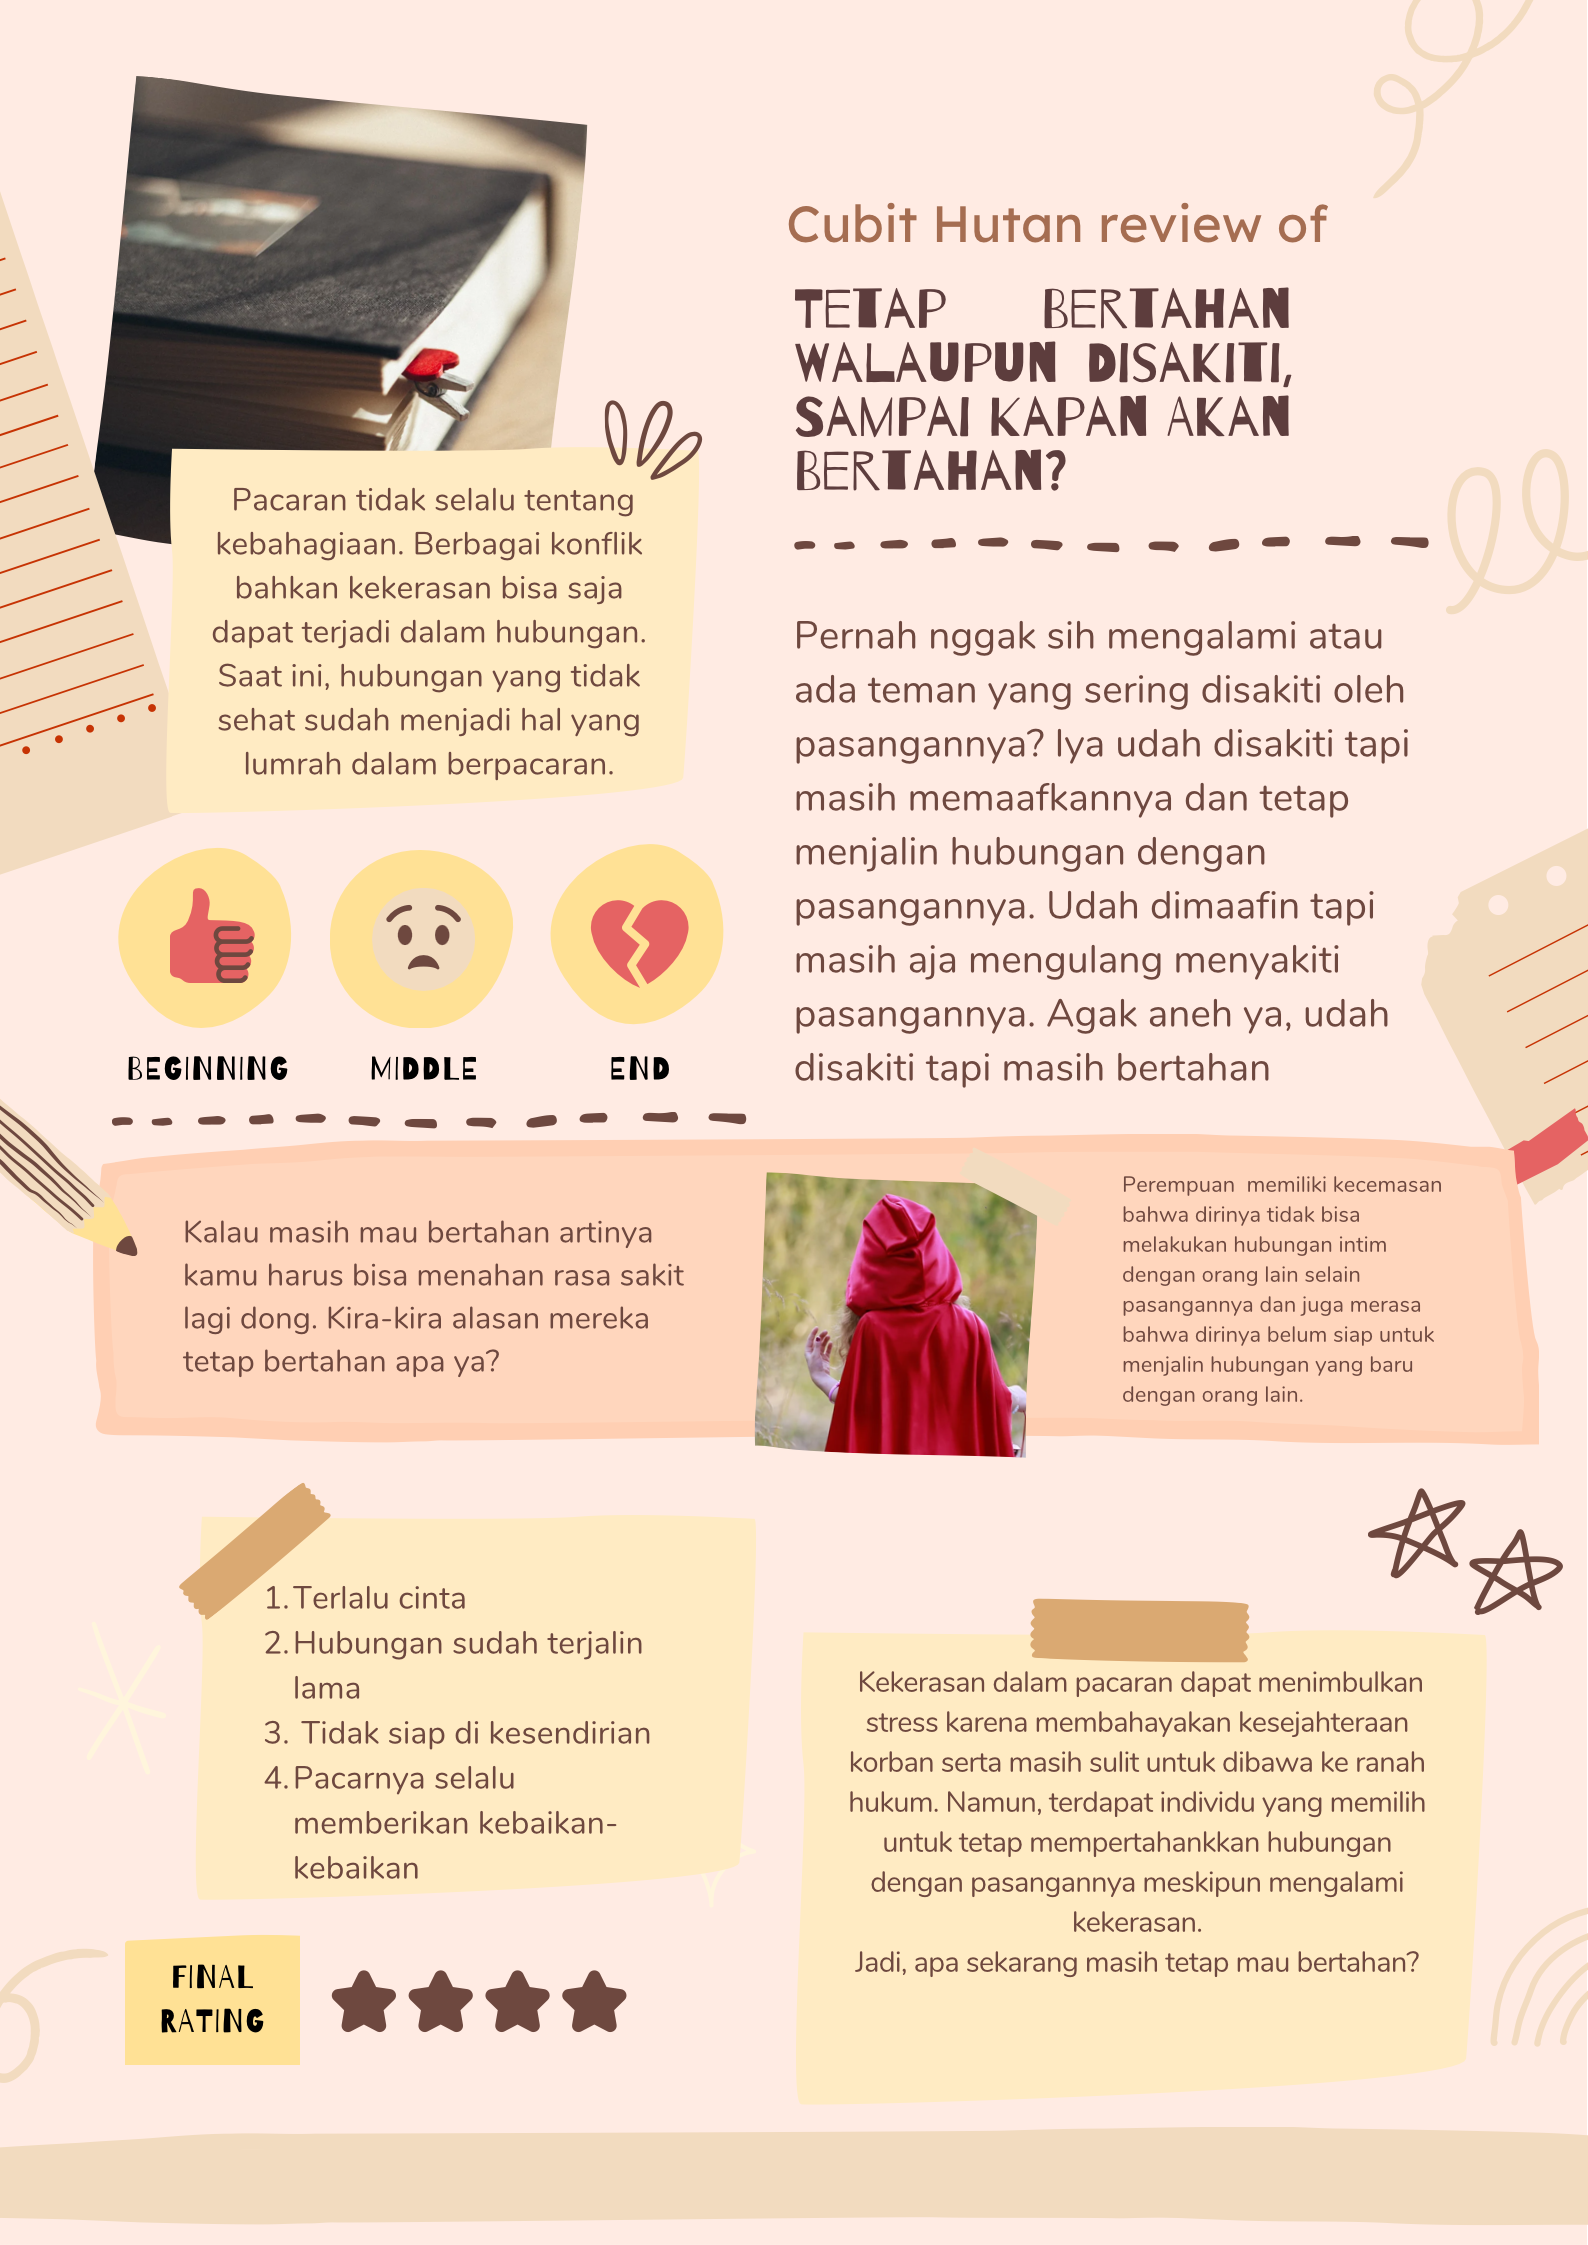 Cubit Hutan review of
TETAP BERTAHAN
WALAUPUN DISAKITI,
SAMPAI KAPAN AKAN
BERTAHAN?
Pacaran tidak selalu tentang
kebahagiaan. Berbagai konflik
bahkan kekerasan bisa saja
dapat terjadi dalam hubungan.
Saat ini, hubungan yang tidak
sehat sudah menjadi hal yang
lumrah dalam berpacaran.
BEGINNING
MIDDLE
END
Pernah nggak sih mengalami atau
ada teman yang sering disakiti oleh
pasangannya? Iya udah disakiti tapi
masih memaafkannya dan tetap
menjalin hubungan dengan
pasangannya. Udah dimaafin tapi
masih aja mengulang menyakiti
pasangannya. Agak aneh ya, udah
disakiti tapi masih bertahan
Kalau masih mau bertahan artinya
kamu harus bisa menahan rasa sakit
lagi dong. Kira-kira alasan mereka
tetap bertahan apa ya?
Perempuan  memiliki kecemasan
bahwa dirinya tidak bisa
melakukan hubungan intim
dengan orang lain selain
pasangannya dan juga merasa
bahwa dirinya belum siap untuk
menjalin hubungan yang baru
dengan orang lain.
1. Terlalu cinta
2. Hubungan sudah terjalin
lama
3. Tidak siap di kesendirian
4. Pacarnya selalu
memberikan kebaikan-
kebaikan
Kekerasan dalam pacaran dapat menimbulkan
stress karena membahayakan kesejahteraan
korban serta masih sulit untuk dibawa ke ranah
hukum. Namun, terdapat individu yang memilih
untuk tetap mempertahankkan hubungan
dengan pasangannya meskipun mengalami
kekerasan.
Jadi, apa sekarang masih tetap mau bertahan?
FINAL
RATING